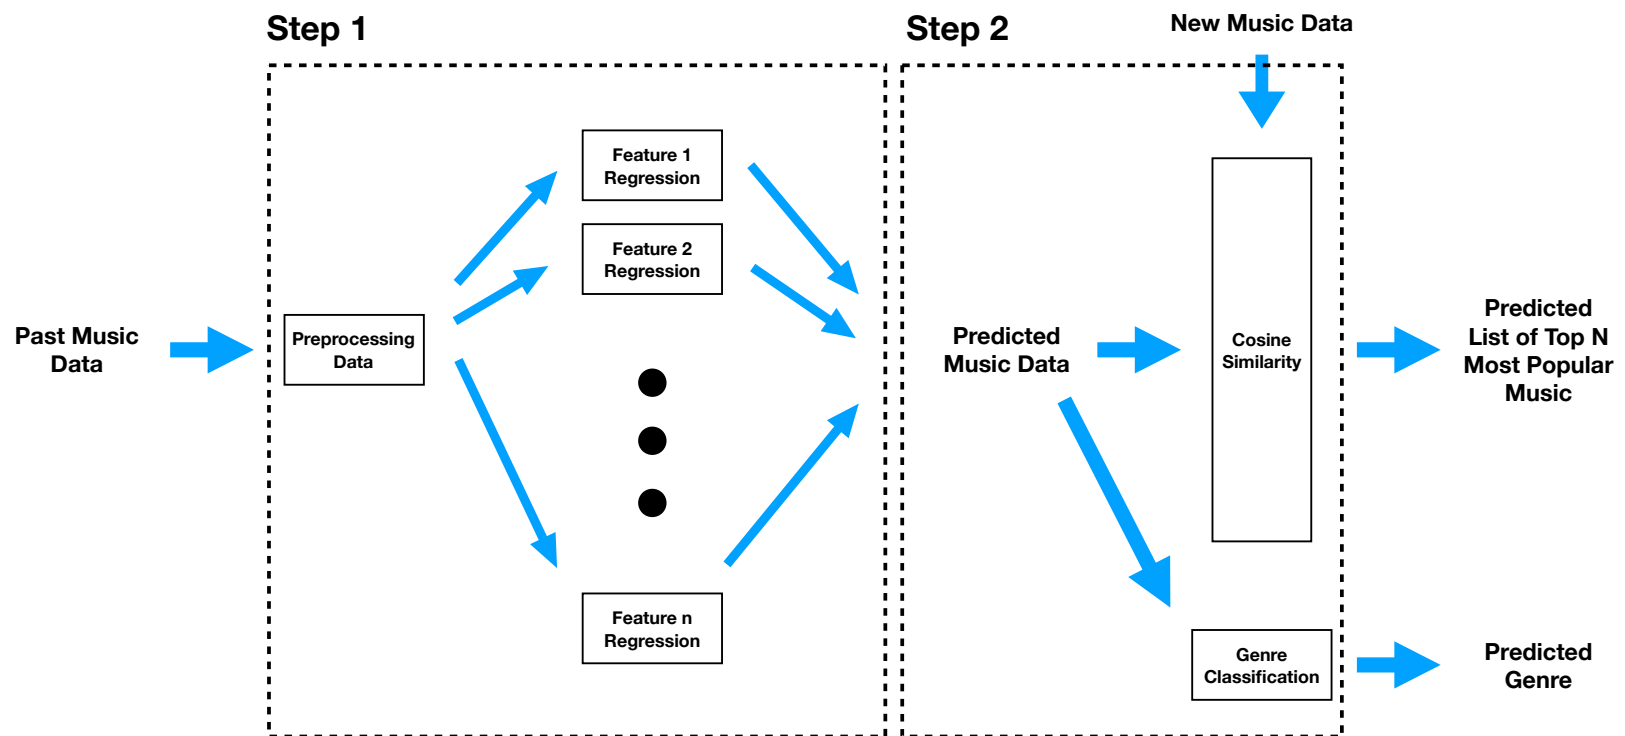 Step 1
Step 2
New Music Data
Past Music
Data
Preprocessing
Data
Feature 1
Regression
Feature 2
Regression
Feature n
Regression
Predicted
Music Data
Cosine
Similarity
Genre
Classification
Predicted
List of Top N
Most Popular
Music
Predicted
Genre